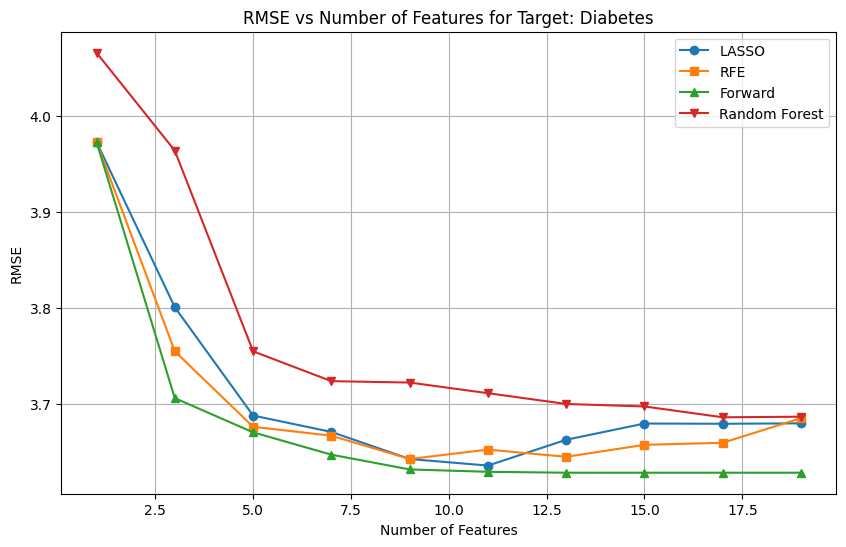 RMSE vs Number of Features for Target: Diabetes
LASSO
RFE
Forward
Random Forest
4.0
3.9
3.8
3.7
RMSE
2.5 5.0 7.5 10.0 12.5 15.0 17.5
Number of Features